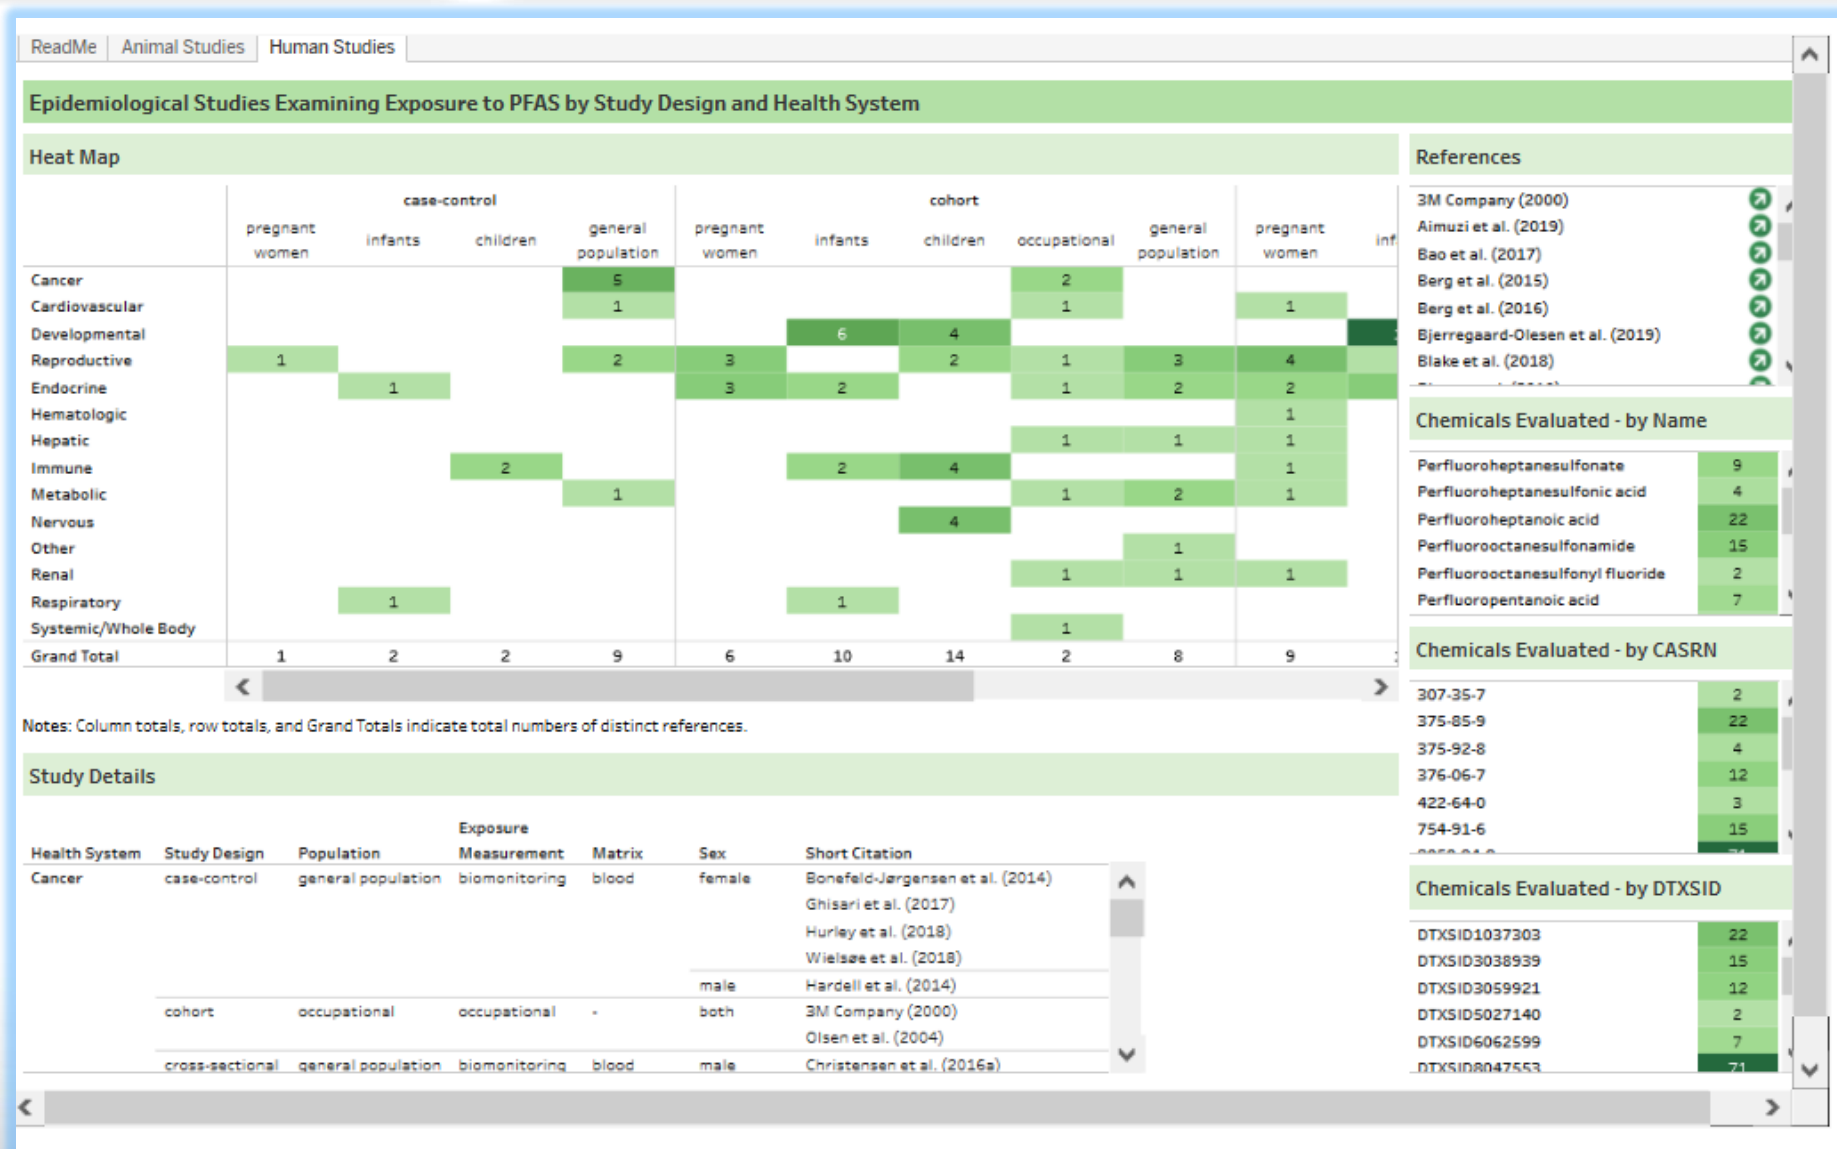 ReadMe Animal Studies Human Studies
Epidemiological Studies Examining Exposure to PFAS by Study Design and Health System
Heat Map
case-control cohort
pregnant women infants children general population pregnant women infants children occupational general population pregnant women inf
Cancer 5 2
Cardiovascular 1 1 1
Developmental 6 4
Reproductive 1 2 3 2 1 3 4
Endocrine 1 3 2 1 2 2
Hematologic 1
Hepatic 1 1 1
Immune 2 2 4 1
Metabolic 1 1 2 1
Nervous 4
Other 1
Renal 1 1 1
Respiratory 1 1
Systemic/Whole Body 1
Grand Total 1 2 2 9 6 10 14 2 8 9
Notes: Column totals, row totals, and Grand Totals indicate total numbers of distinct references.
Study Details
Health System Study Design Population Exposure Measurement Matrix Sex Short Citation
Cancer case-control general population biomonitoring blood female Bonefeld-Jørgensen et al. (2014)
Ghisari et al. (2017)
Hurley et al. (2018)
Wielsøe et al. (2018)
male Hardell et al. (2014)
cohort occupational occupational - both 3M Company (2000)
Olsen et al. (2004)
cross-sectional general population biomonitoring blood male Christensen et al. (2016a)
References
3M Company (2000)
Aimuzi et al. (2019)
Bao et al. (2017)
Berg et al. (2015)
Berg et al. (2016)
Bjerregaard-Olesen et al. (2019)
Blake et al. (2018)
Chemicals Evaluated - by Name
Perfluoroheptanesulfonate 9
Perfluoroheptanesulfonic acid 4
Perfluoroheptanoic acid 22
Perfluorooctanesulfonamide 15
Perfluorooctanesulfonyl fluoride 2
Perfluoropentanoic acid 7
Chemicals Evaluated - by CASRN
307-35-7 2
375-85-9 22
375-92-8 4
376-06-7 12
422-64-0 3
754-91-6 15
Chemicals Evaluated - by DTXSID
DTXSID1037303 22
DTXSID3038939 15
DTXSID3059921 12
DTXSID5027140 2
DTXSID6062599 7
DTXSID8047553 71